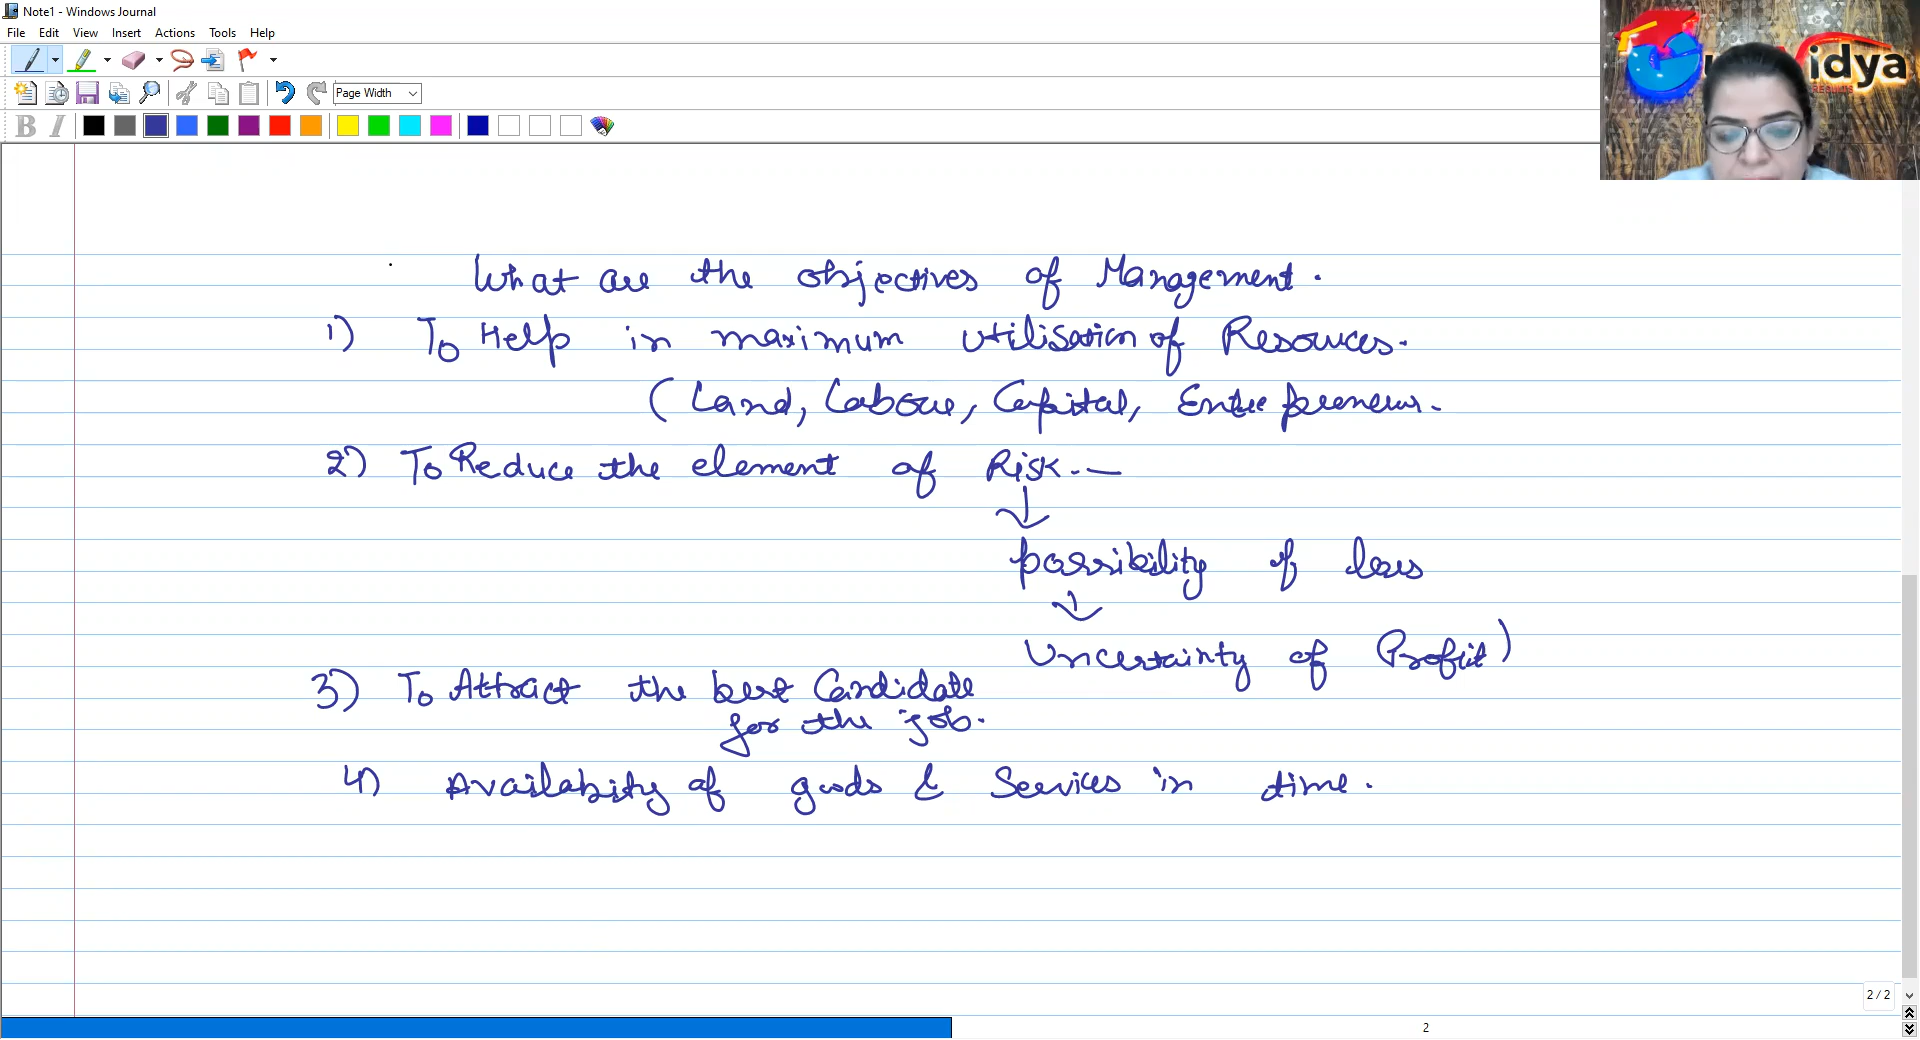 Note1 - Windows Journal
File Edit View Insert Actions Tools Help
Page Width
B I
idya
RESULTS
What are the objectives of Management.
1) To Help in maximum utilisation of Resources.
(Land, Labour, Capital, Entrepreneur.
2) To Reduce the element of Risk. —
possibility of loss
Uncertainty of Profit)
3) To Attract the best Candidate
for the job.
4) Availability of goods & Services in time.
2 / 2
2